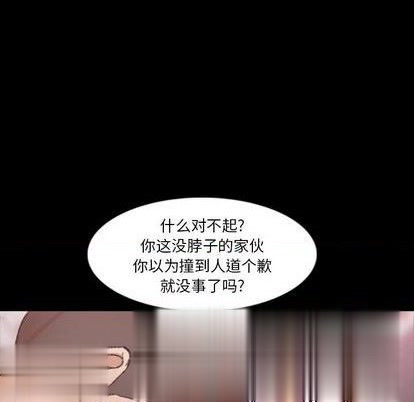 什么对不起?
你这没脖子的家伙
你以为撞到人道个歉
就没事了吗?